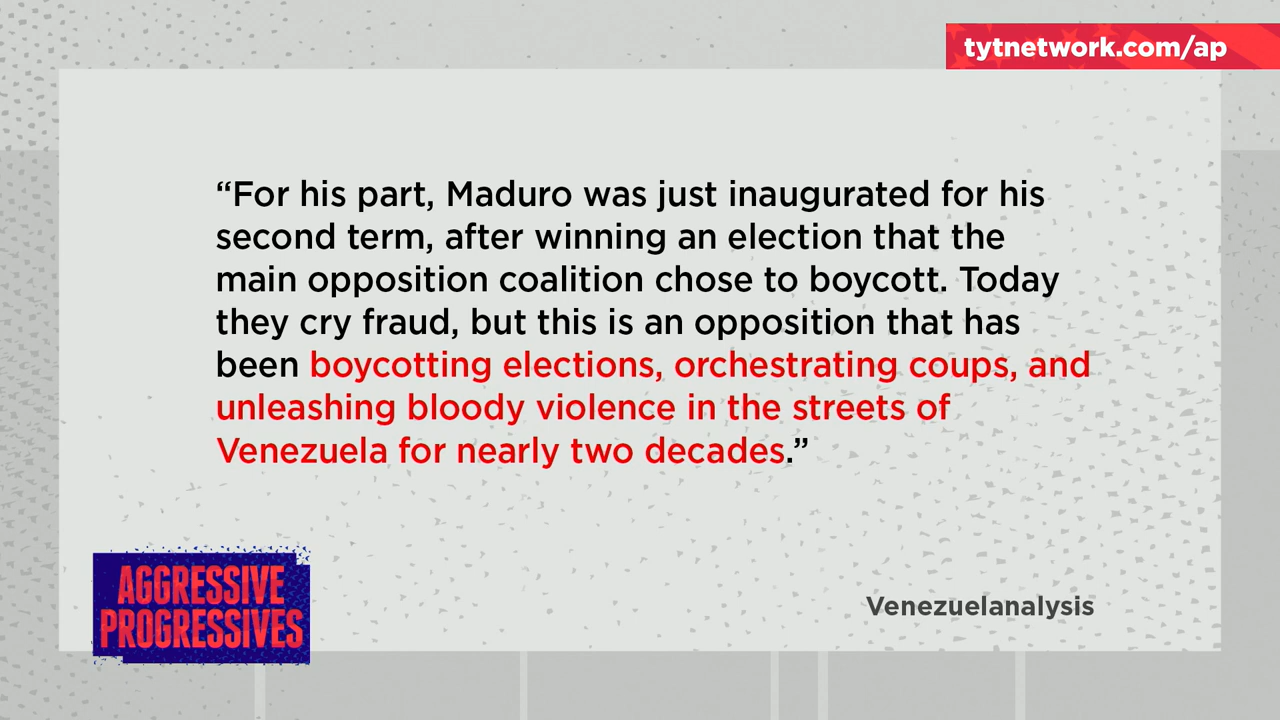 tytnetwork.com/ap
“For his part, Maduro was just inaugurated for his
second term, after winning an election that the
main opposition coalition chose to boycott. Today
they cry fraud, but this is an opposition that has
been boycotting elections, orchestrating coups, and
unleashing bloody violence in the streets of
Venezuela for nearly two decades.”
AGGRESSIVE
PROGRESSIVES
Venezuelanalysis